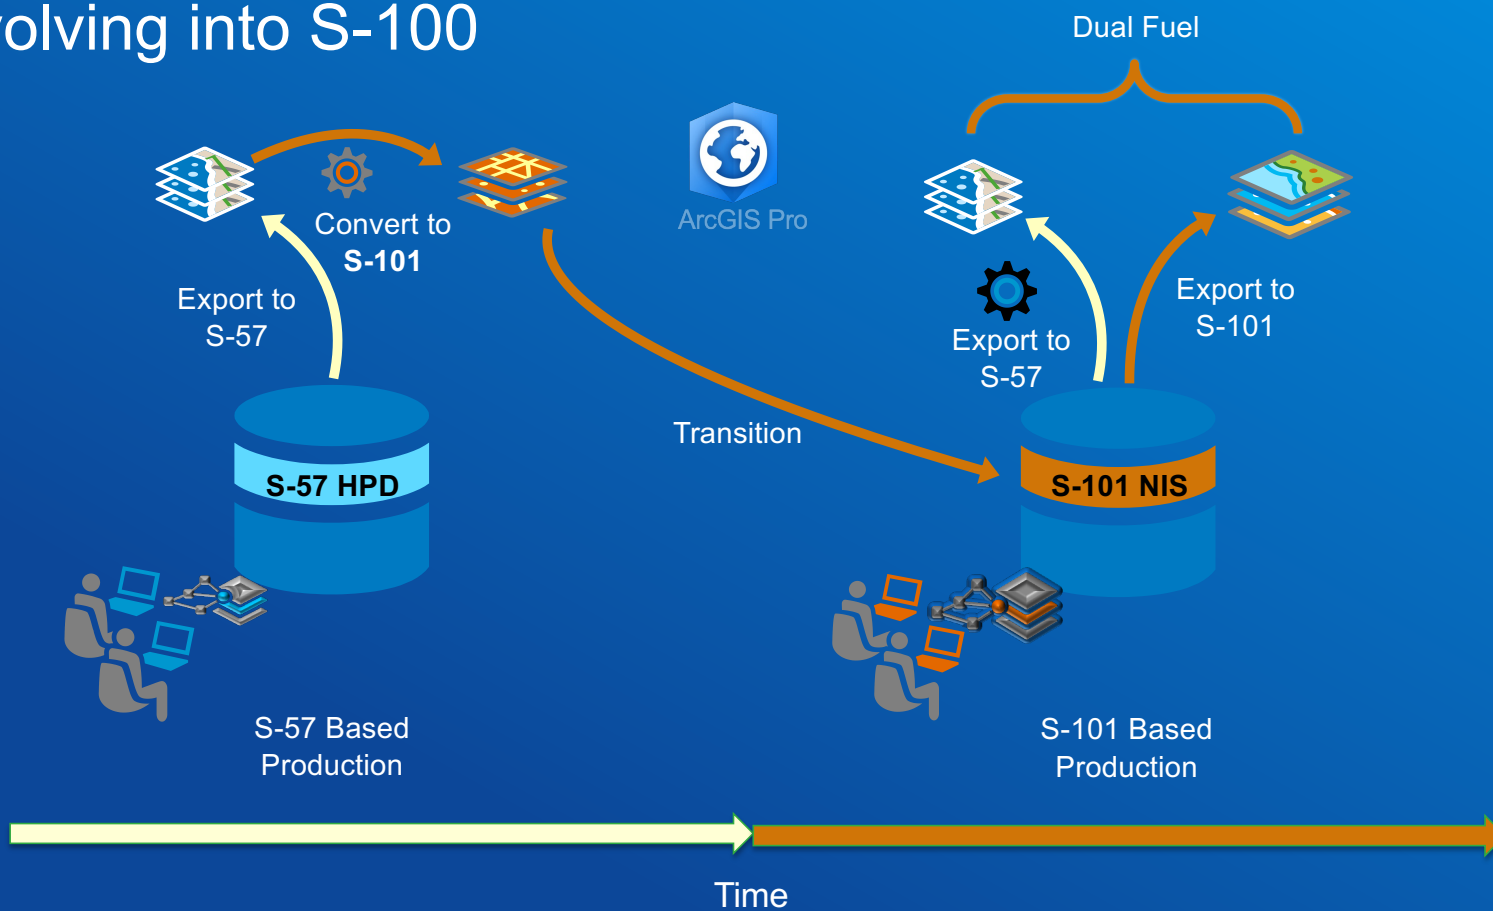 volving into S-100
Dual Fuel
ArcGIS Pro
Convert to
S-101
Export to
S-57
Export to
S-57
Export to
S-101
Transition
S-57 HPD
S-101 NIS
S-57 Based
Production
S-101 Based
Production
Time